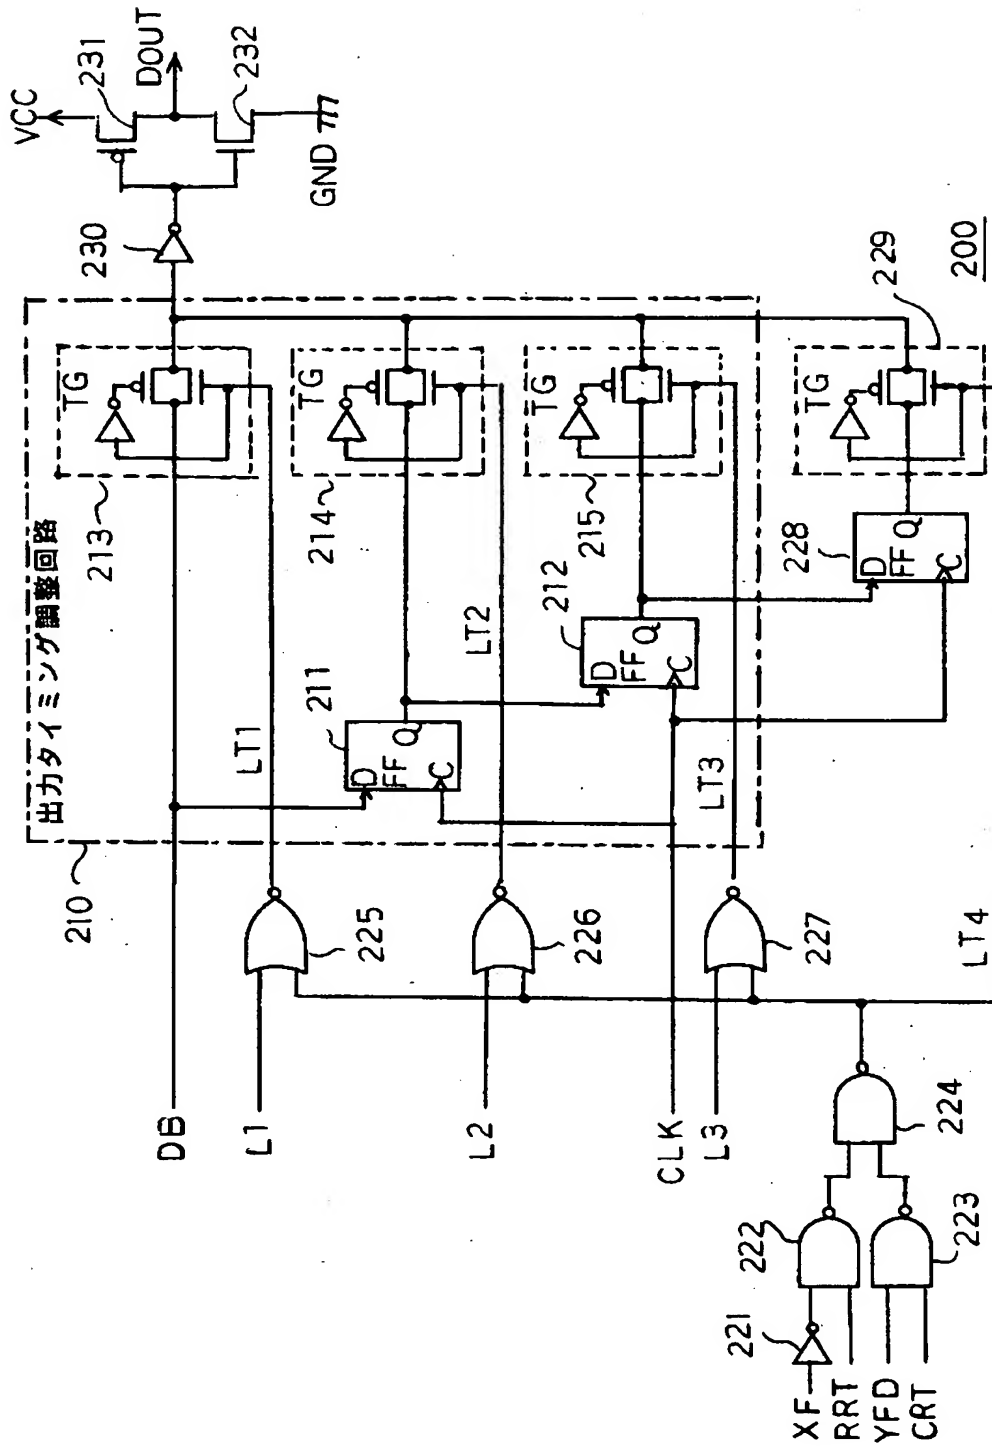 VCC
231
DOUT
232
GND
230
229
200
出力タイミング調整回路
TG
213
TG
214
TG
215
TG
228
D
FF
Q
C
212
D
FF
Q
C
211
D
FF
Q
C
LT1
LT2
LT3
LT4
210
225
226
227
DB
L1
L2
CLK
L3
224
222
223
221
XF
RRT
YFD
CRT